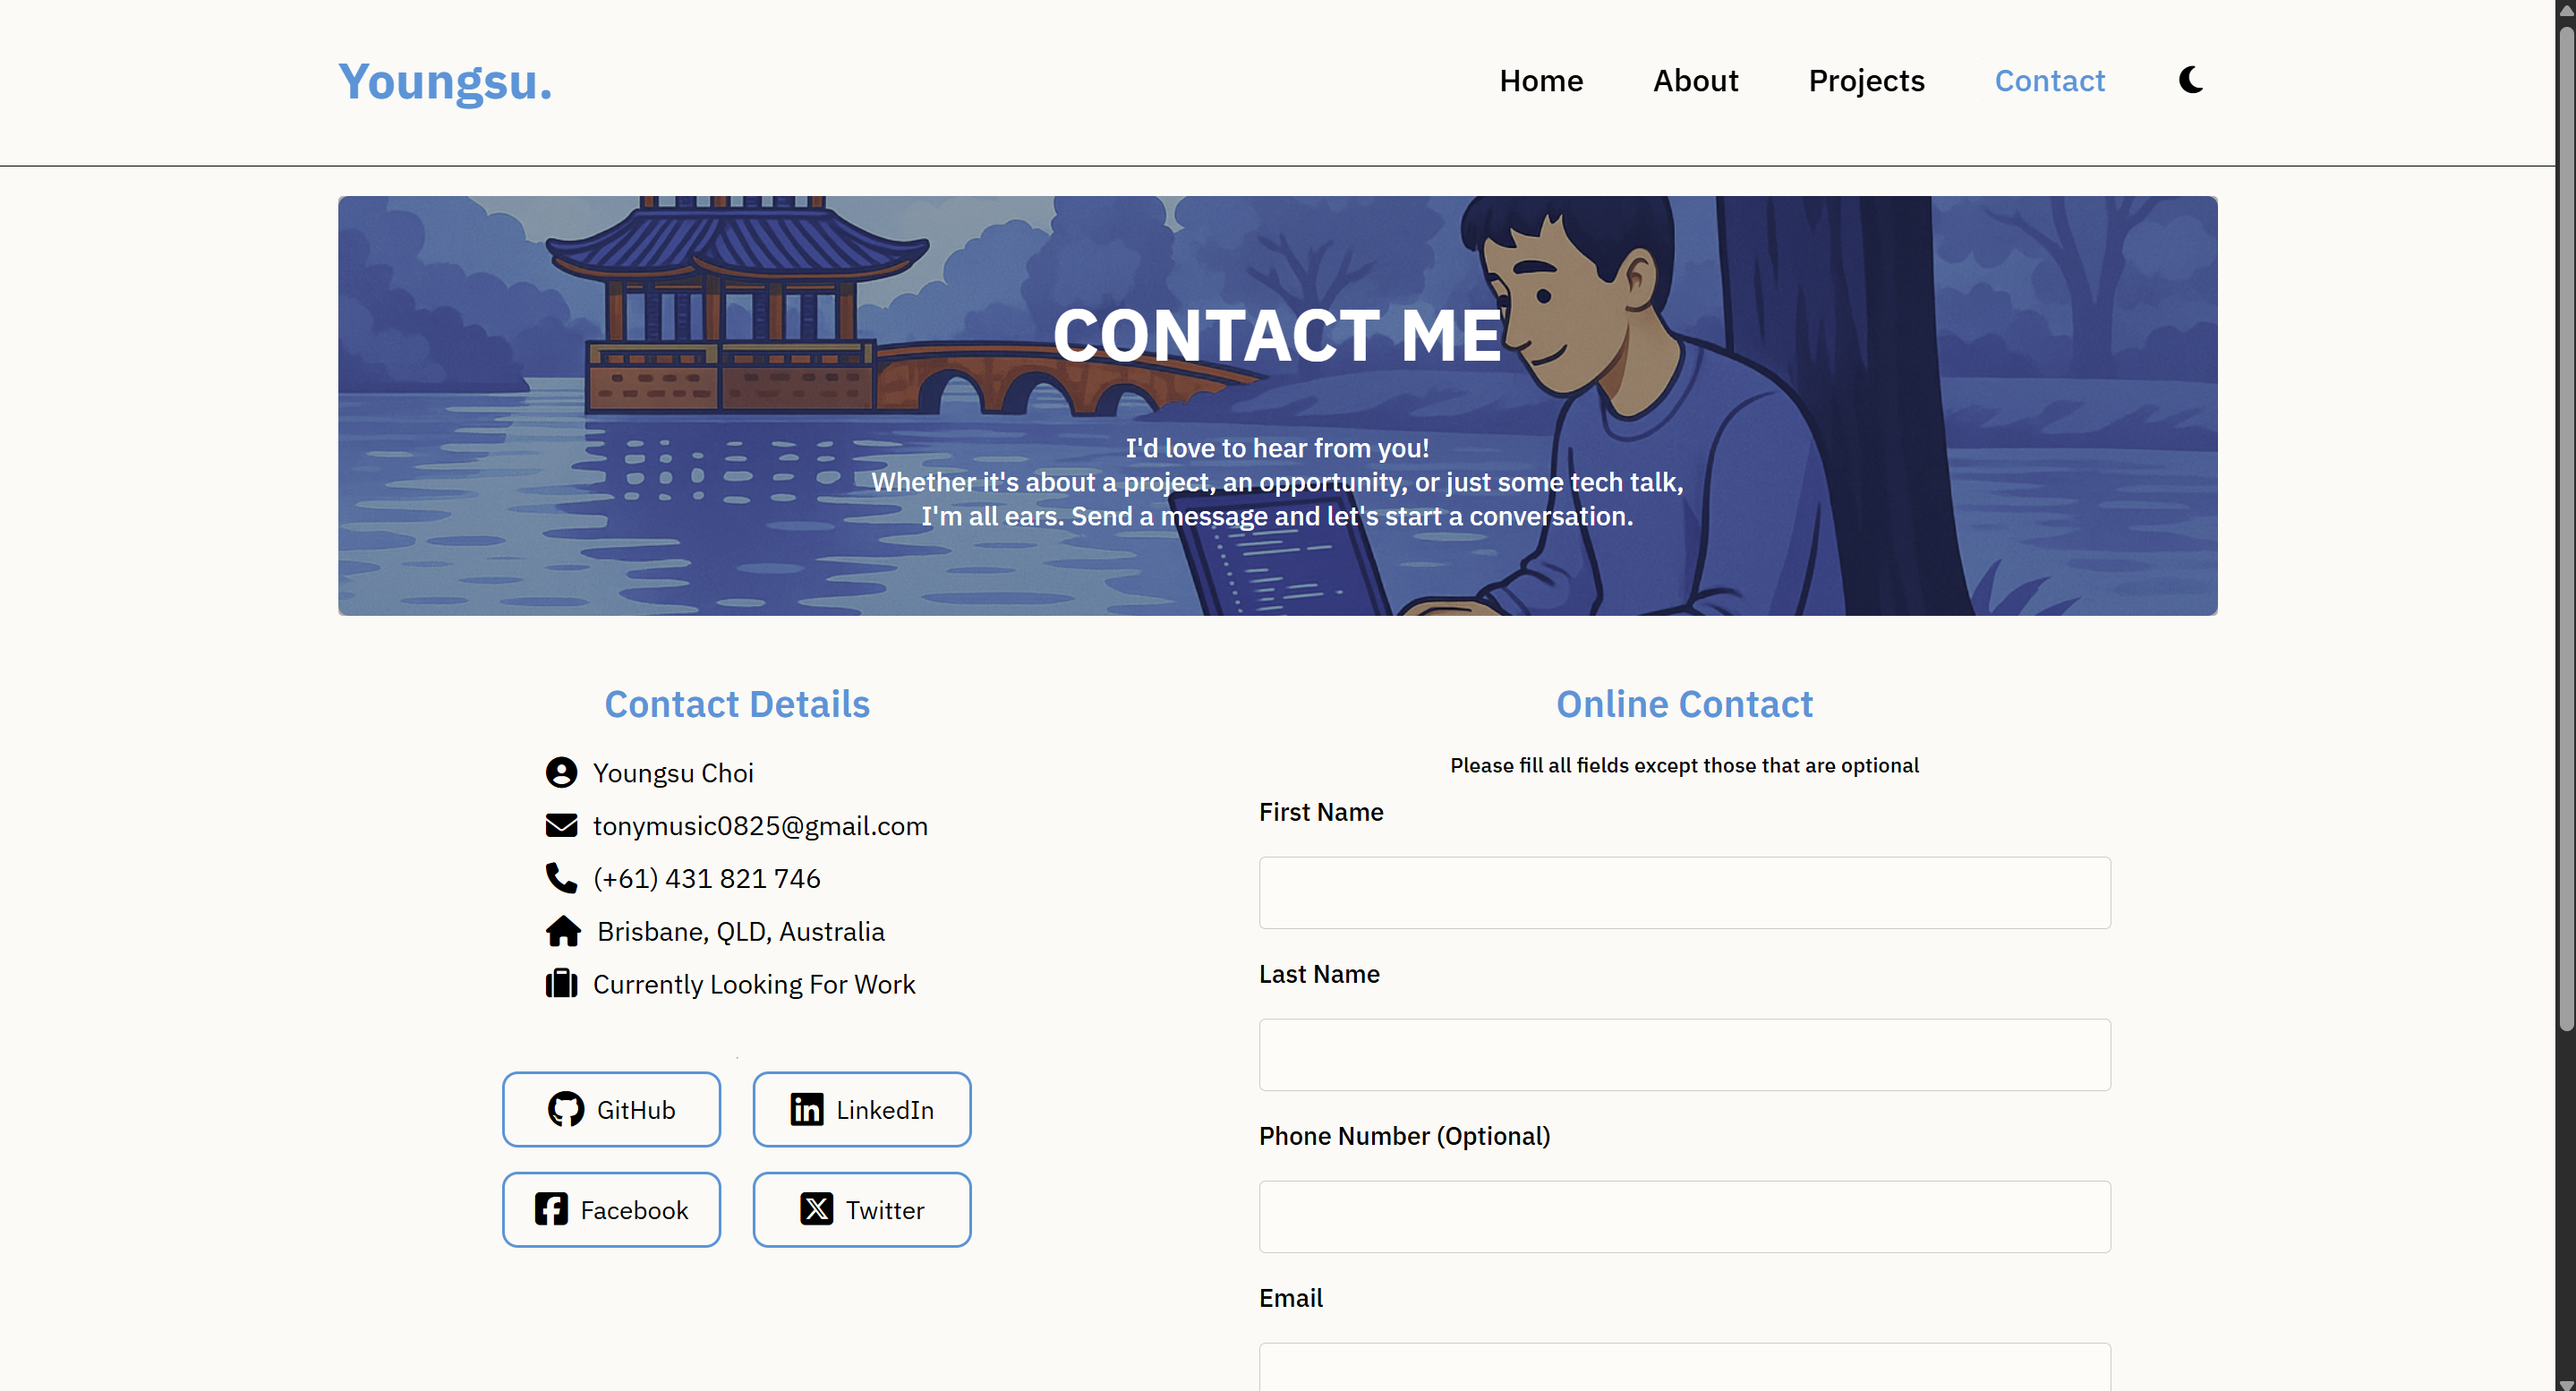 Youngsu.
Home About Projects Contact
CONTACT ME
I'd love to hear from you!
Whether it's about a project, an opportunity, or just some tech talk,
I'm all ears. Send a message and let's start a conversation.
Contact Details
Youngsu Choi
tonymusic0825@gmail.com
(+61) 431 821 746
Brisbane, QLD, Australia
Currently Looking For Work
GitHub LinkedIn
Facebook Twitter
Online Contact
Please fill all fields except those that are optional
First Name
Last Name
Phone Number (Optional)
Email